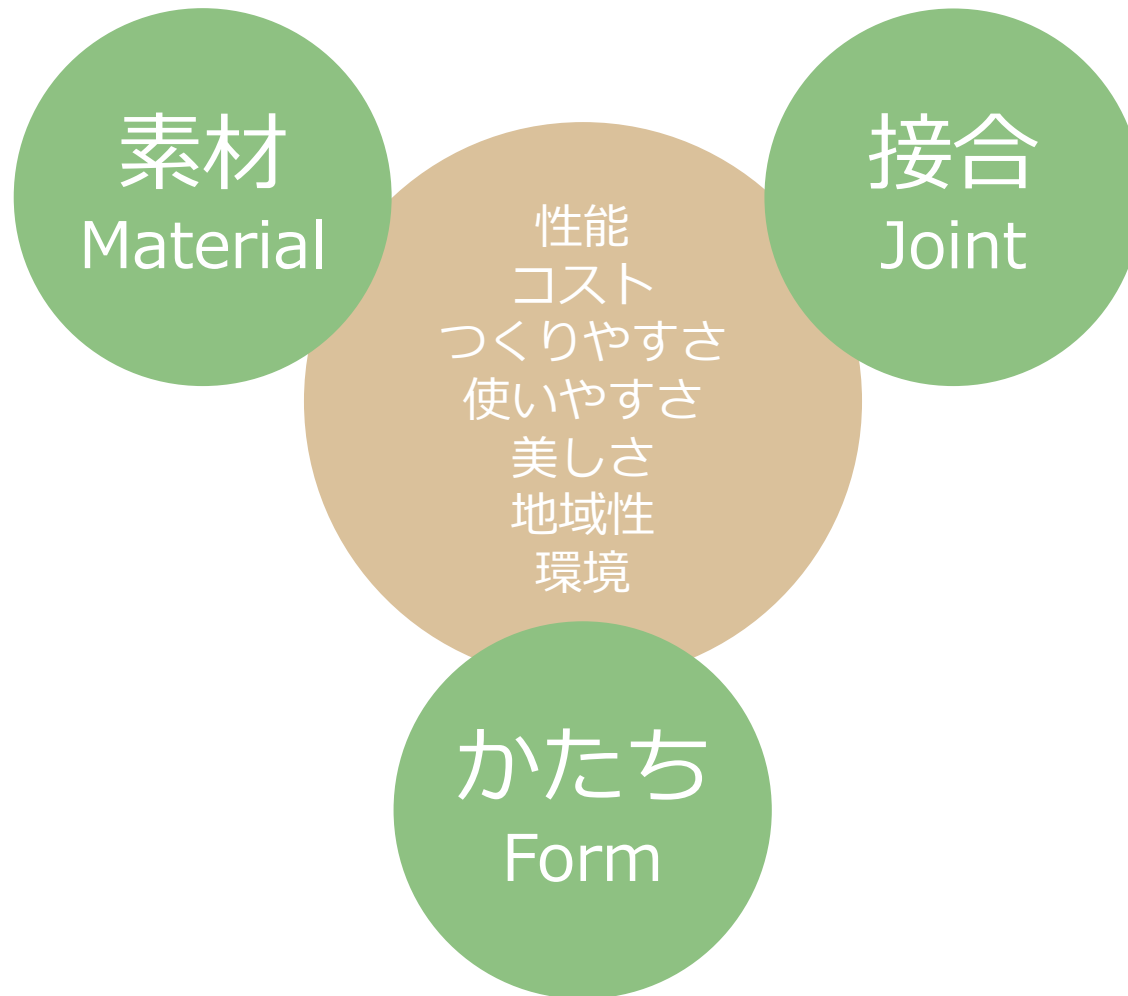 素材
Material
接合
Joint
性能
コスト
つくりやすさ
使いやすさ
美しさ
地域性
環境
かたち
Form